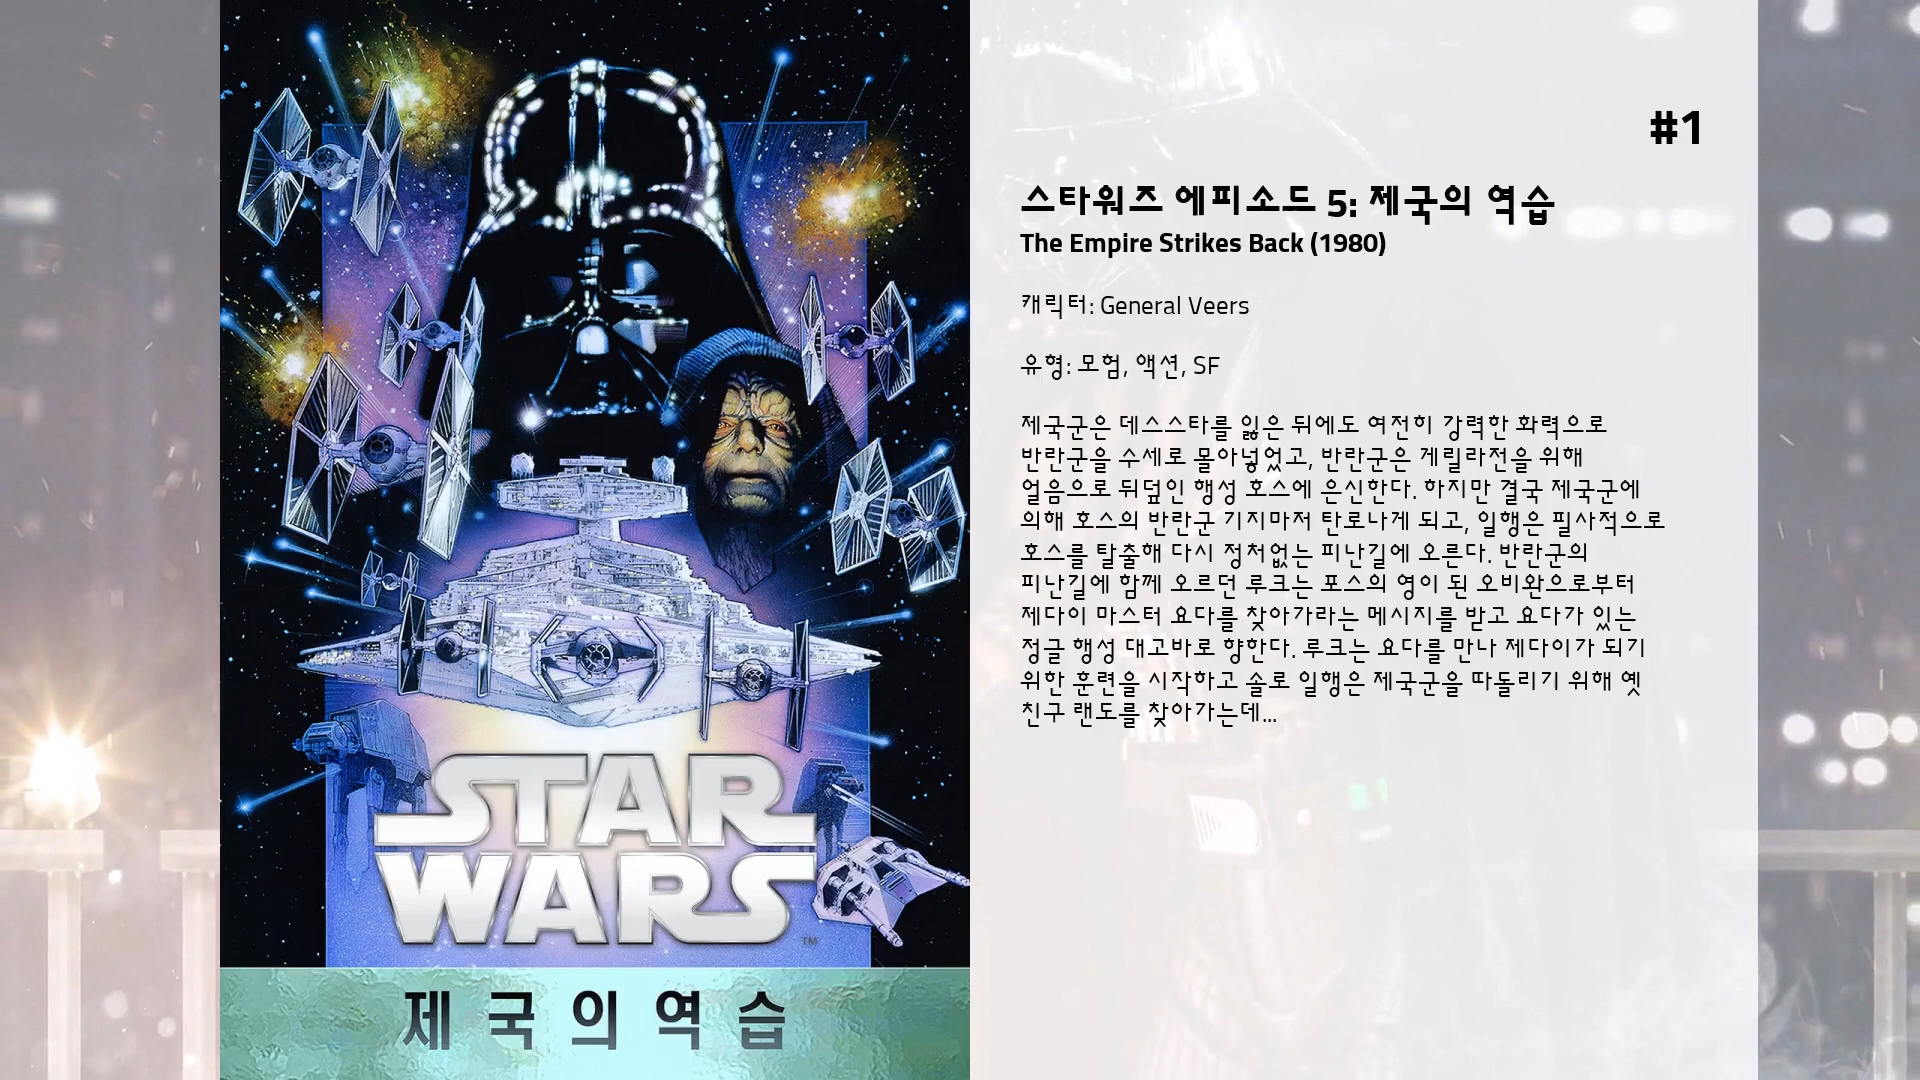 STAR
WARS
TM
제국의역습
#1
스타워즈 에피소드 5: 제국의 역습
The Empire Strikes Back (1980)
캐릭터: General Veers
유형: 모험, 액션, SF
제국군은 데스스타를 잃은 뒤에도 여전히 강력한 화력으로
반란군을 수세로 몰아넣었고, 반란군은 게릴라전을 위해
얼음으로 뒤덮인 행성 호스에 은신한다. 하지만 결국 제국군에
의해 호스의 반란군 기지마저 탄로나게 되고, 일행은 필사적으로
호스를 탈출해 다시 정처없는 피난길에 오른다. 반란군의
피난길에 함께 오르던 루크는 포스의 영이 된 오비완으로부터
제다이 마스터 요다를 찾아가라는 메시지를 받고 요다가 있는
정글 행성 대고바로 향한다. 루크는 요다를 만나 제다이가 되기
위한 훈련을 시작하고 솔로 일행은 제국군을 따돌리기 위해 옛
친구 랜도를 찾아가는데...